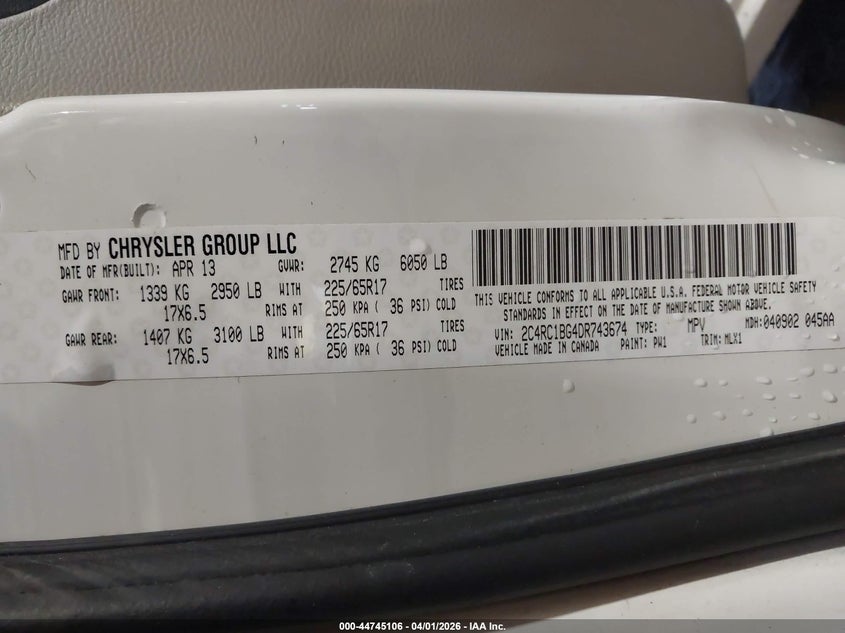 MFD BY CHRYSLER GROUP LLC
DATE OF MFR(BUILT): APR 13 GVWR: 2745 KG 6050 LB
GAWR FRONT: 1339 KG 2950 LB WITH 225/65R17 TIRES
17X6.5 RIMS AT 250 KPA ( 36 PSI) COLD
GAWR REAR: 1407 KG 3100 LB WITH 225/65R17 TIRES
17X6.5 RIMS AT 250 KPA ( 36 PSI) COLD
THIS VEHICLE CONFORMS TO ALL APPLICABLE U.S.A. FEDERAL MOTOR VEHICLE SAFETY
STANDARDS IN EFFECT ON THE DATE OF MANUFACTURE SHOWN ABOVE.
VIN: 2C4RC1BG4DR743674 TYPE: MPV MDH:040902 045AA
VEHICLE MADE IN CANADA PAINT: PW1 TRIM: MLX1
000-44745106 - 04/01/2026 - IAA Inc.